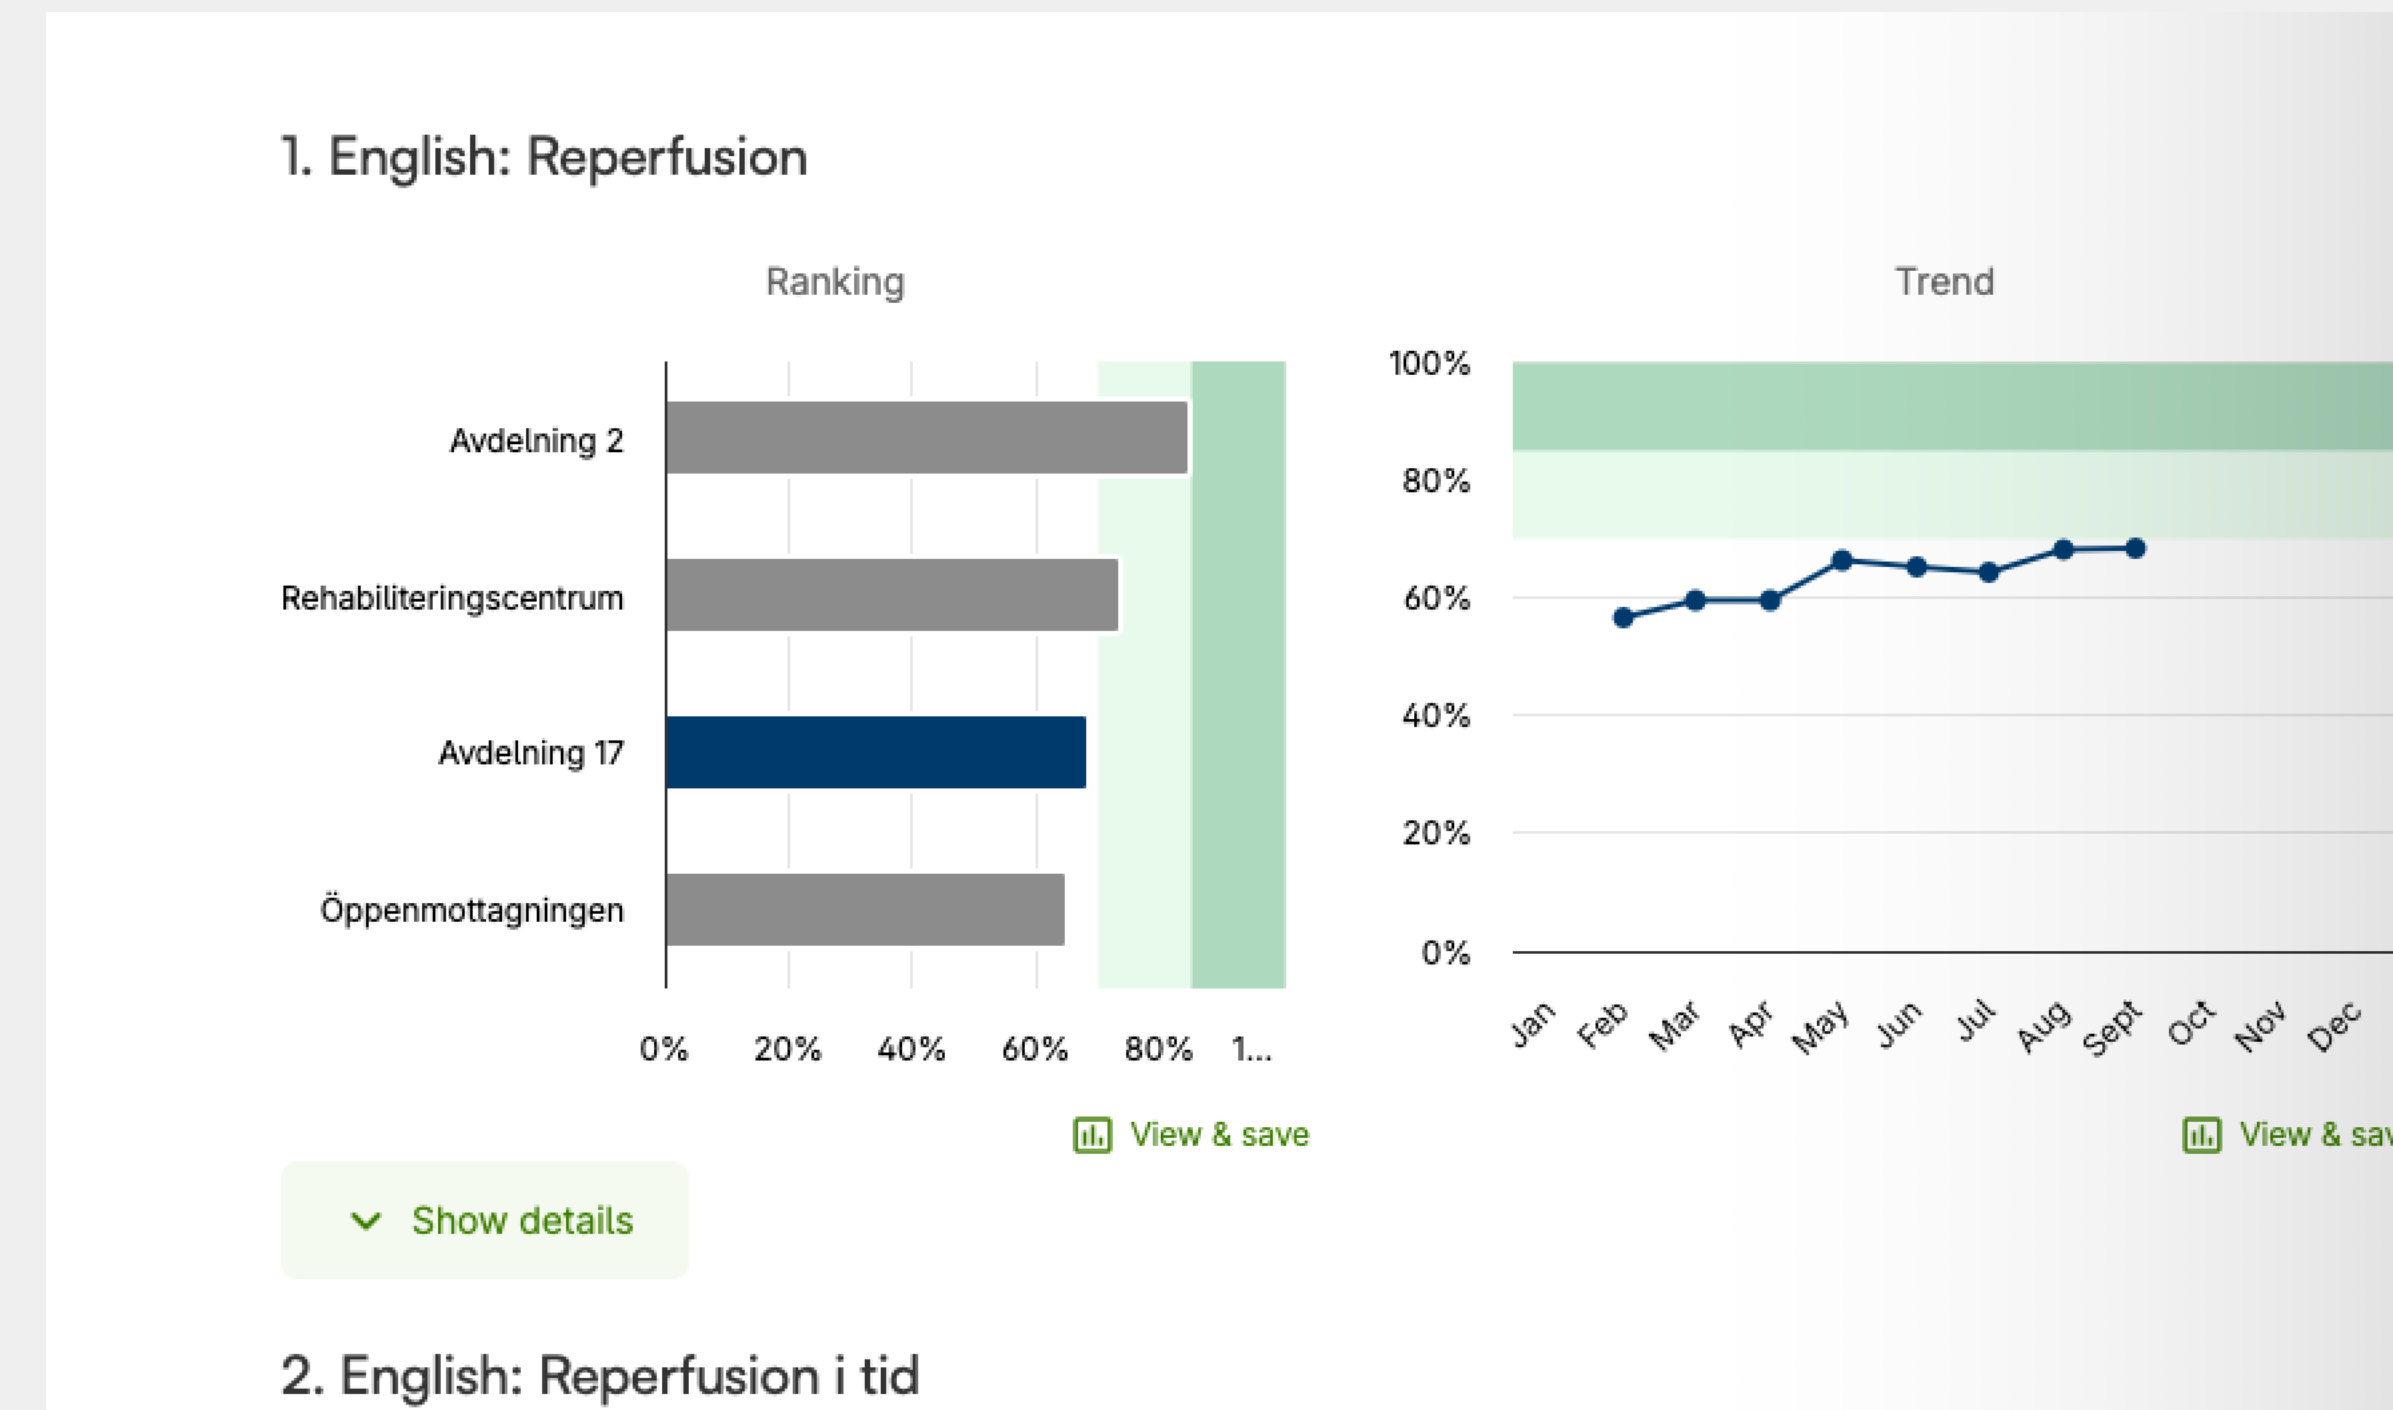 1. English: Reperfusion
Ranking
Avdelning 2
Rehabiliteringscentrum
Avdelning 17
Öppenmottagningen
0% 20% 40% 60% 80% 1...
View & save
Trend
100%
80%
60%
40%
20%
0%
Jan Feb Mar Apr May Jun Jul Aug Sept Oct Nov Dec
View & sav
Show details
2. English: Reperfusion i tid